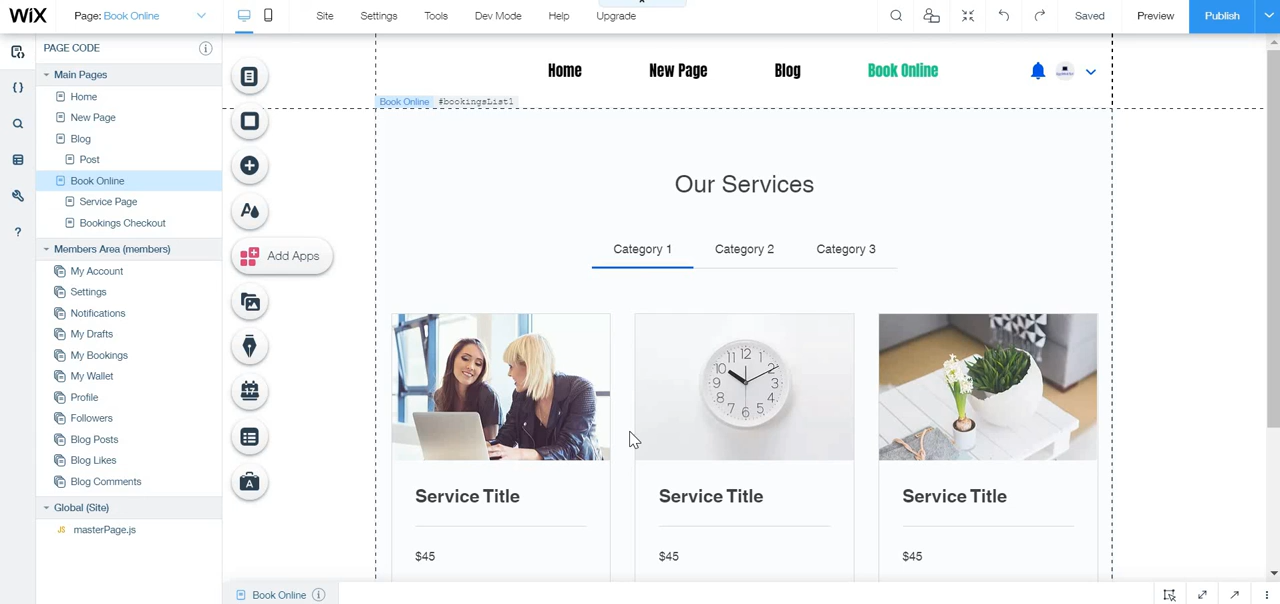 WiX
Page: Book Online
Site
Settings
Tools
Dev Mode
Help
Upgrade
Saved
Preview
Publish
PAGE CODE
Main Pages
Home
New Page
Blog
Post
Book Online
Service Page
Bookings Checkout
Members Area (members)
My Account
Settings
Notifications
My Drafts
My Bookings
My Wallet
Profile
Followers
Blog Posts
Blog Likes
Blog Comments
Global (Site)
JS masterPage.js
Add Apps
Home
New Page
Blog
Book Online
Book Online #bookingsList1
Our Services
Category 1
Category 2
Category 3
Service Title
$45
Service Title
$45
Service Title
$45
Book Online